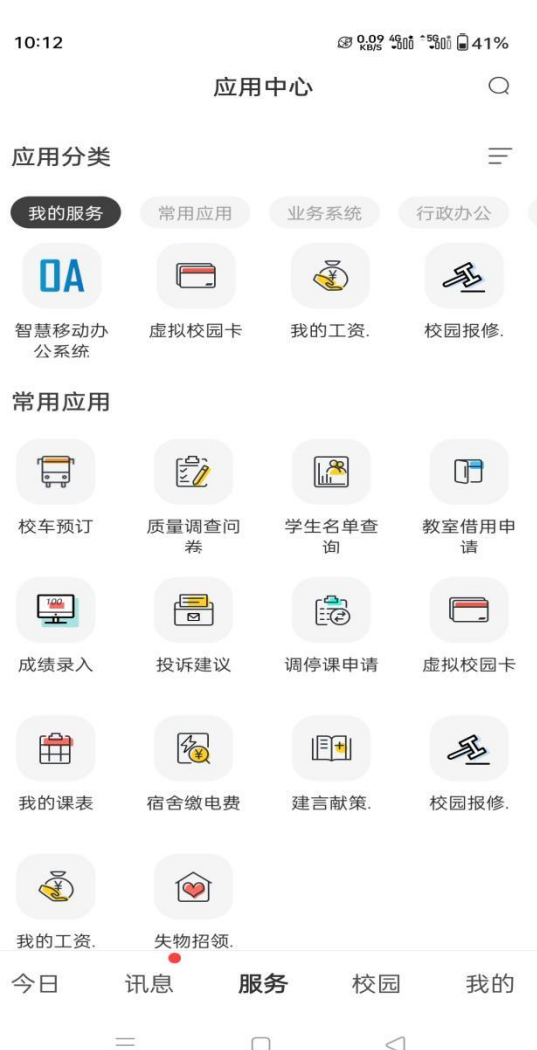 10:12
0.09 KB/S 4G 5G 41%
应用中心
应用分类
我的服务 常用应用 业务系统 行政办公
OA
智慧移动办 虚拟校园卡 我的工资. 校园报修.
公系统
常用应用
校车预订 质量调查问 学生名单查 教室借用申
卷 询 请
100
成绩录入 投诉建议 调停课申请 虚拟校园卡
我的课表 宿舍缴电费 建言献策. 校园报修.
我的工资. 失物招领.
今日 讯息 服务 校园 我的